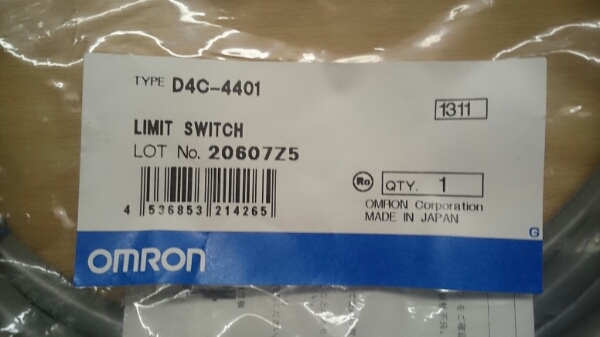 TYPE D4C-4401
1311
LIMIT SWITCH
LOT No. 20607Z5
Ro
QTY. 1
4 536853 214265
OMRON Corporation
MADE IN JAPAN
G
OMRON